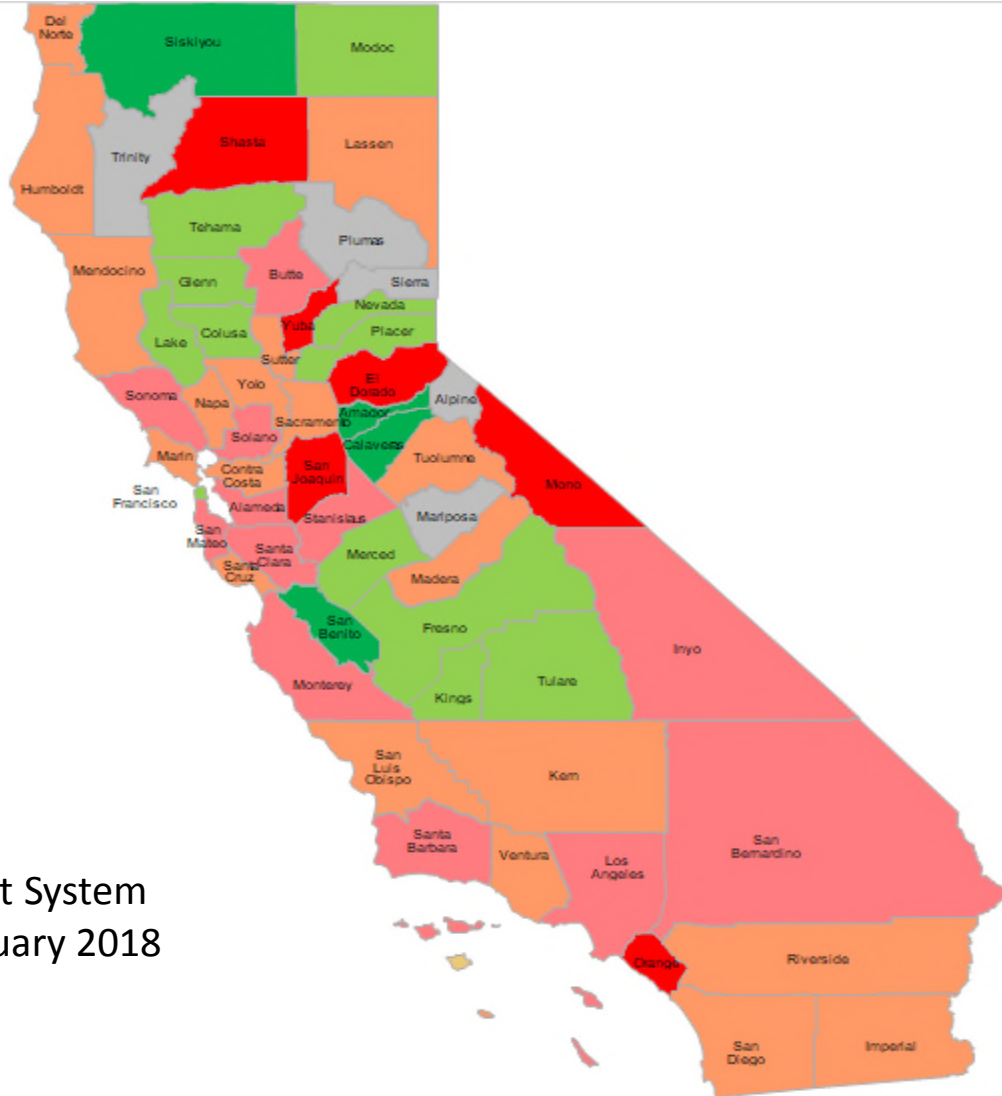 Del
Norte
Siskiyou
Modoc
Humboldt
Trinity
Shasta
Lassen
Mendocino
Tehama
Plumas
Glenn
Butte
Sierra
Lake
Colusa
Yuba
Nevada
Placer
Sutter
Sonoma
Napa
Yolo
El
Dorado
Sacramento
Amador
Alpine
Solano
Calaveras
Marin
Contra
Costa
San
Joaquin
Tuolumne
Mono
San
Francisco
Alameda
Stanislaus
Mariposa
San
Mateo
Santa
Clara
Merced
Santa
Cruz
Madera
San
Benito
Fresno
Inyo
Monterey
Kings
Tulare
San
Luis
Obispo
Kern
Santa
Barbara
Ventura
Los
Angeles
San
Bernardino
t System
uary 2018
Orange
Riverside
San
Diego
Imperial